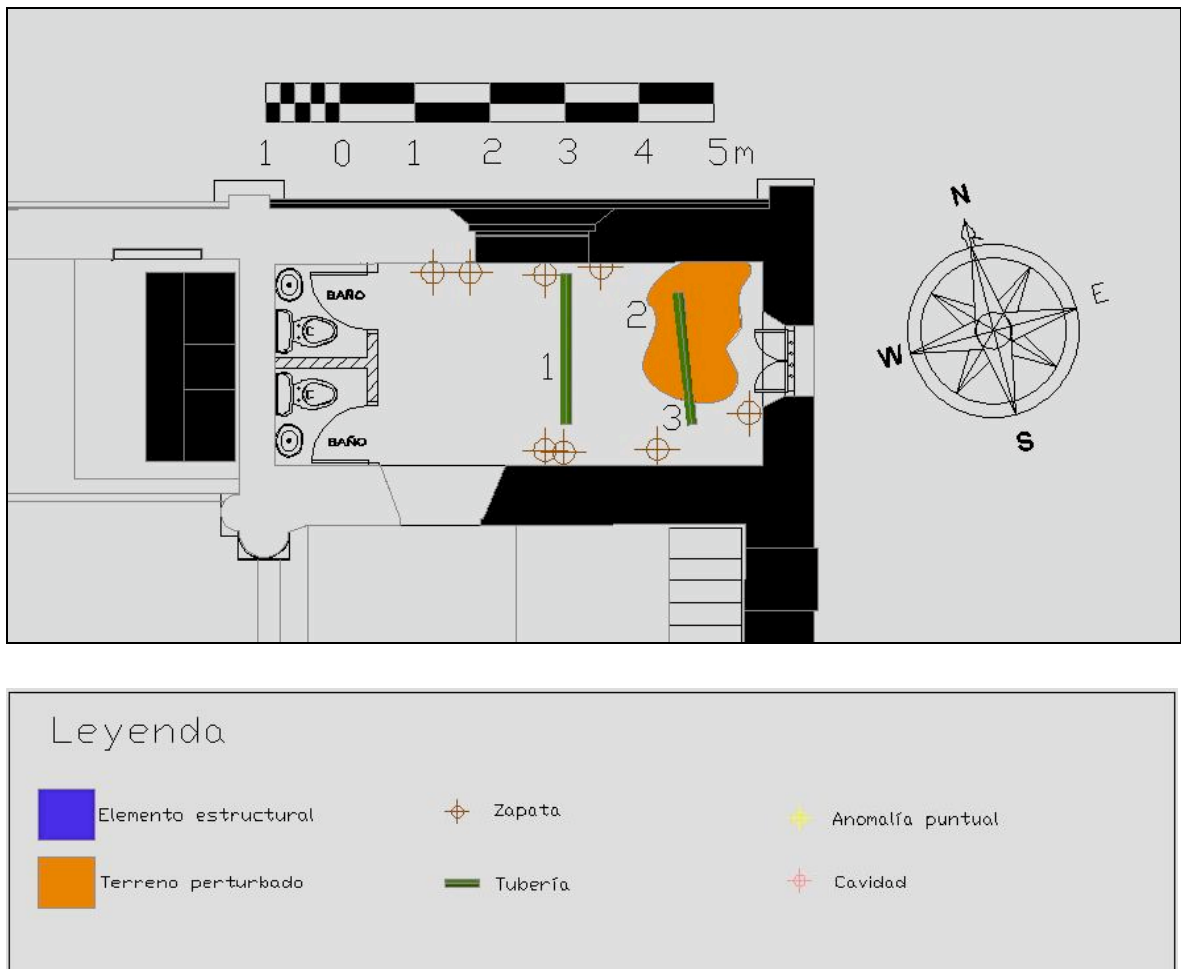 1 0 1 2 3 4 5m
N
E
W
S
BAÑO
2
1
3
BAÑO
Leyenda
Elemento estructural
Zapata
Anomalía puntual
Terreno perturbado
Tubería
Cavidad